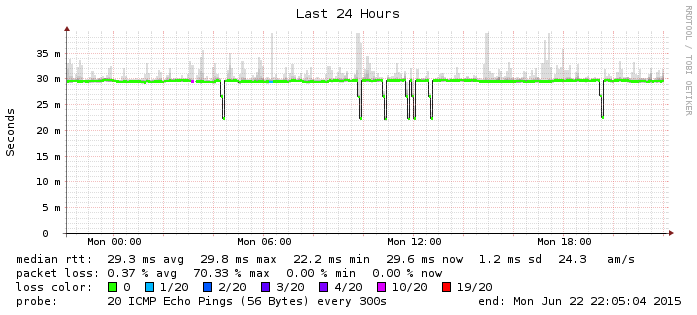 Last 24 Hours
RRDTOOL / TOBI OETIKER
Seconds
35 m
30 m
25 m
20 m
15 m
10 m
5 m
0
Mon 00:00 Mon 06:00 Mon 12:00 Mon 18:00
median rtt: 29.3 ms avg 29.8 ms max 22.2 ms min 29.6 ms now 1.2 ms sd 24.3 am/s
packet loss: 0.37 % avg 70.33 % max 0.00 % min 0.00 % now
loss color: 0 1/20 2/20 3/20 4/20 10/20 19/20
probe: 20 ICMP Echo Pings (56 Bytes) every 300s end: Mon Jun 22 22:05:04 2015